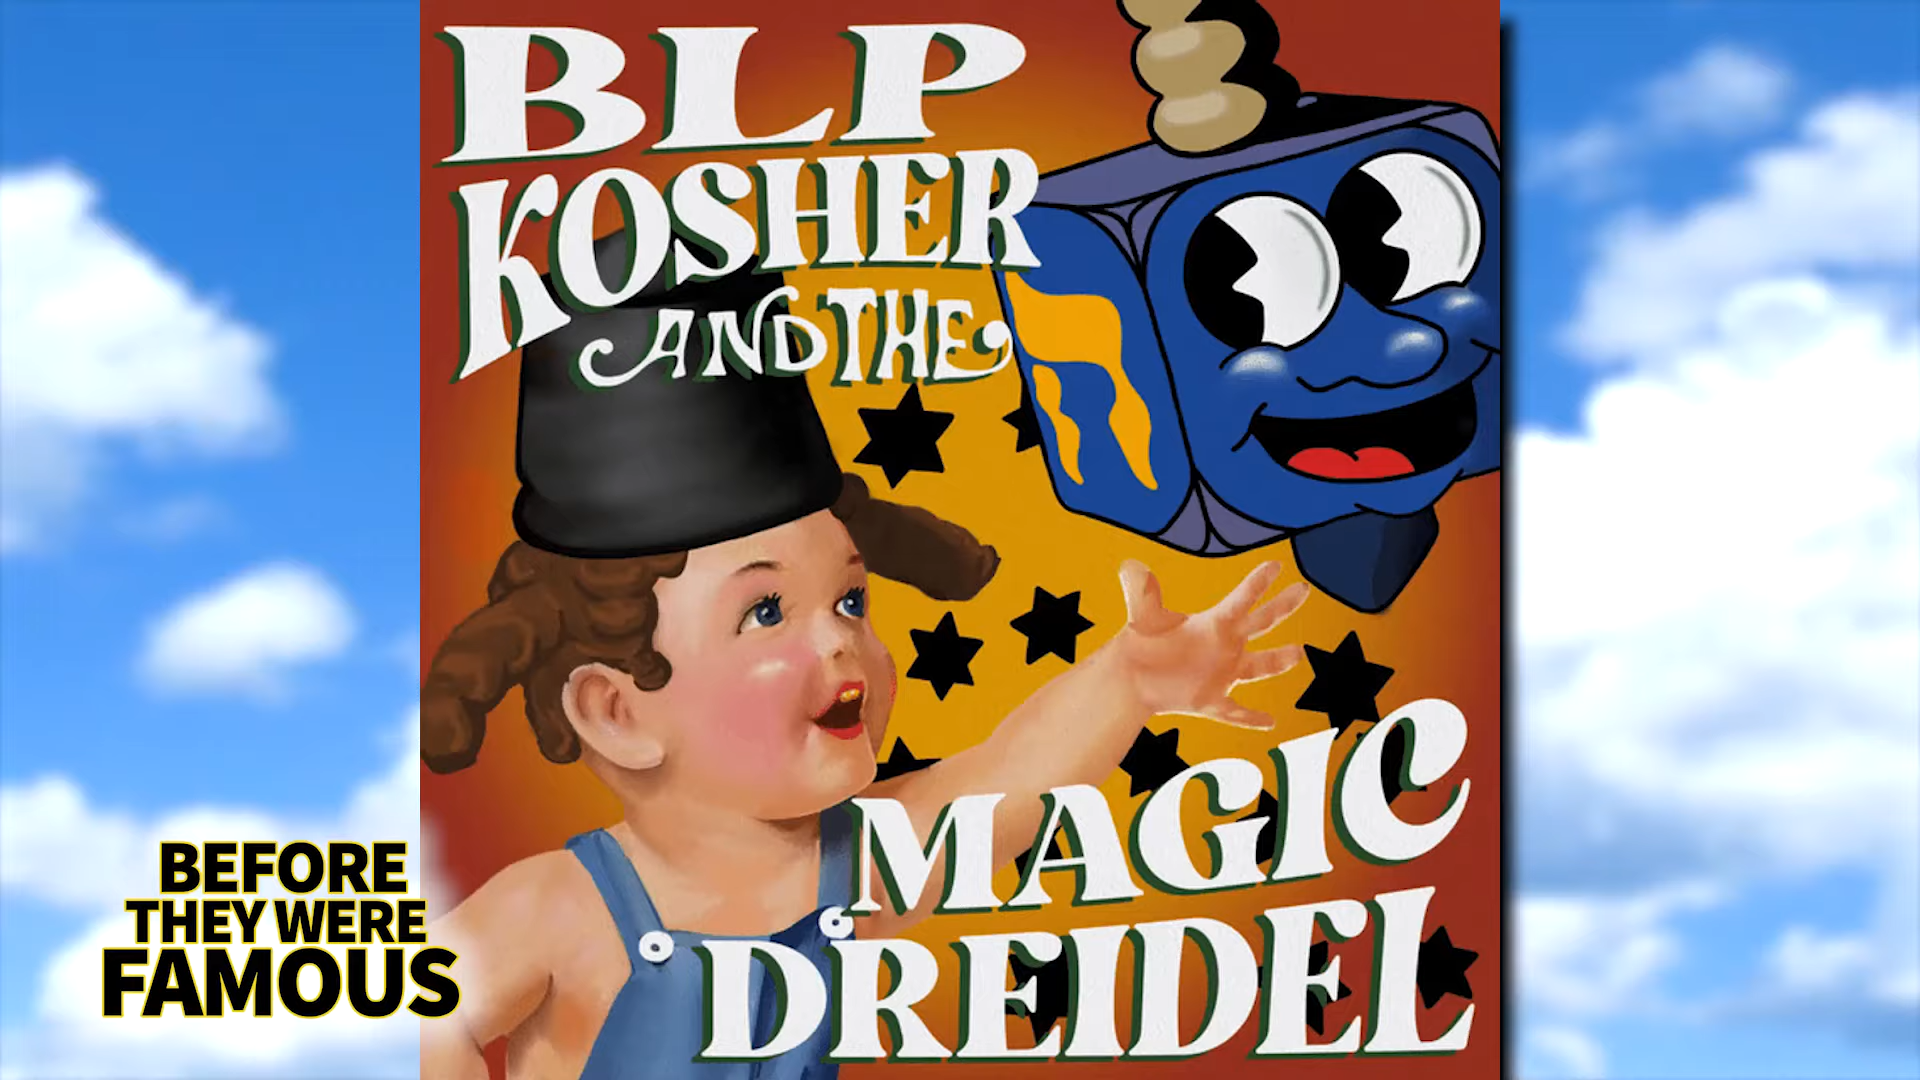 BLP
KOSHER
AND THE
MAGIC
DREIDEL
ה
BEFORE
THEY WERE
FAMOUS